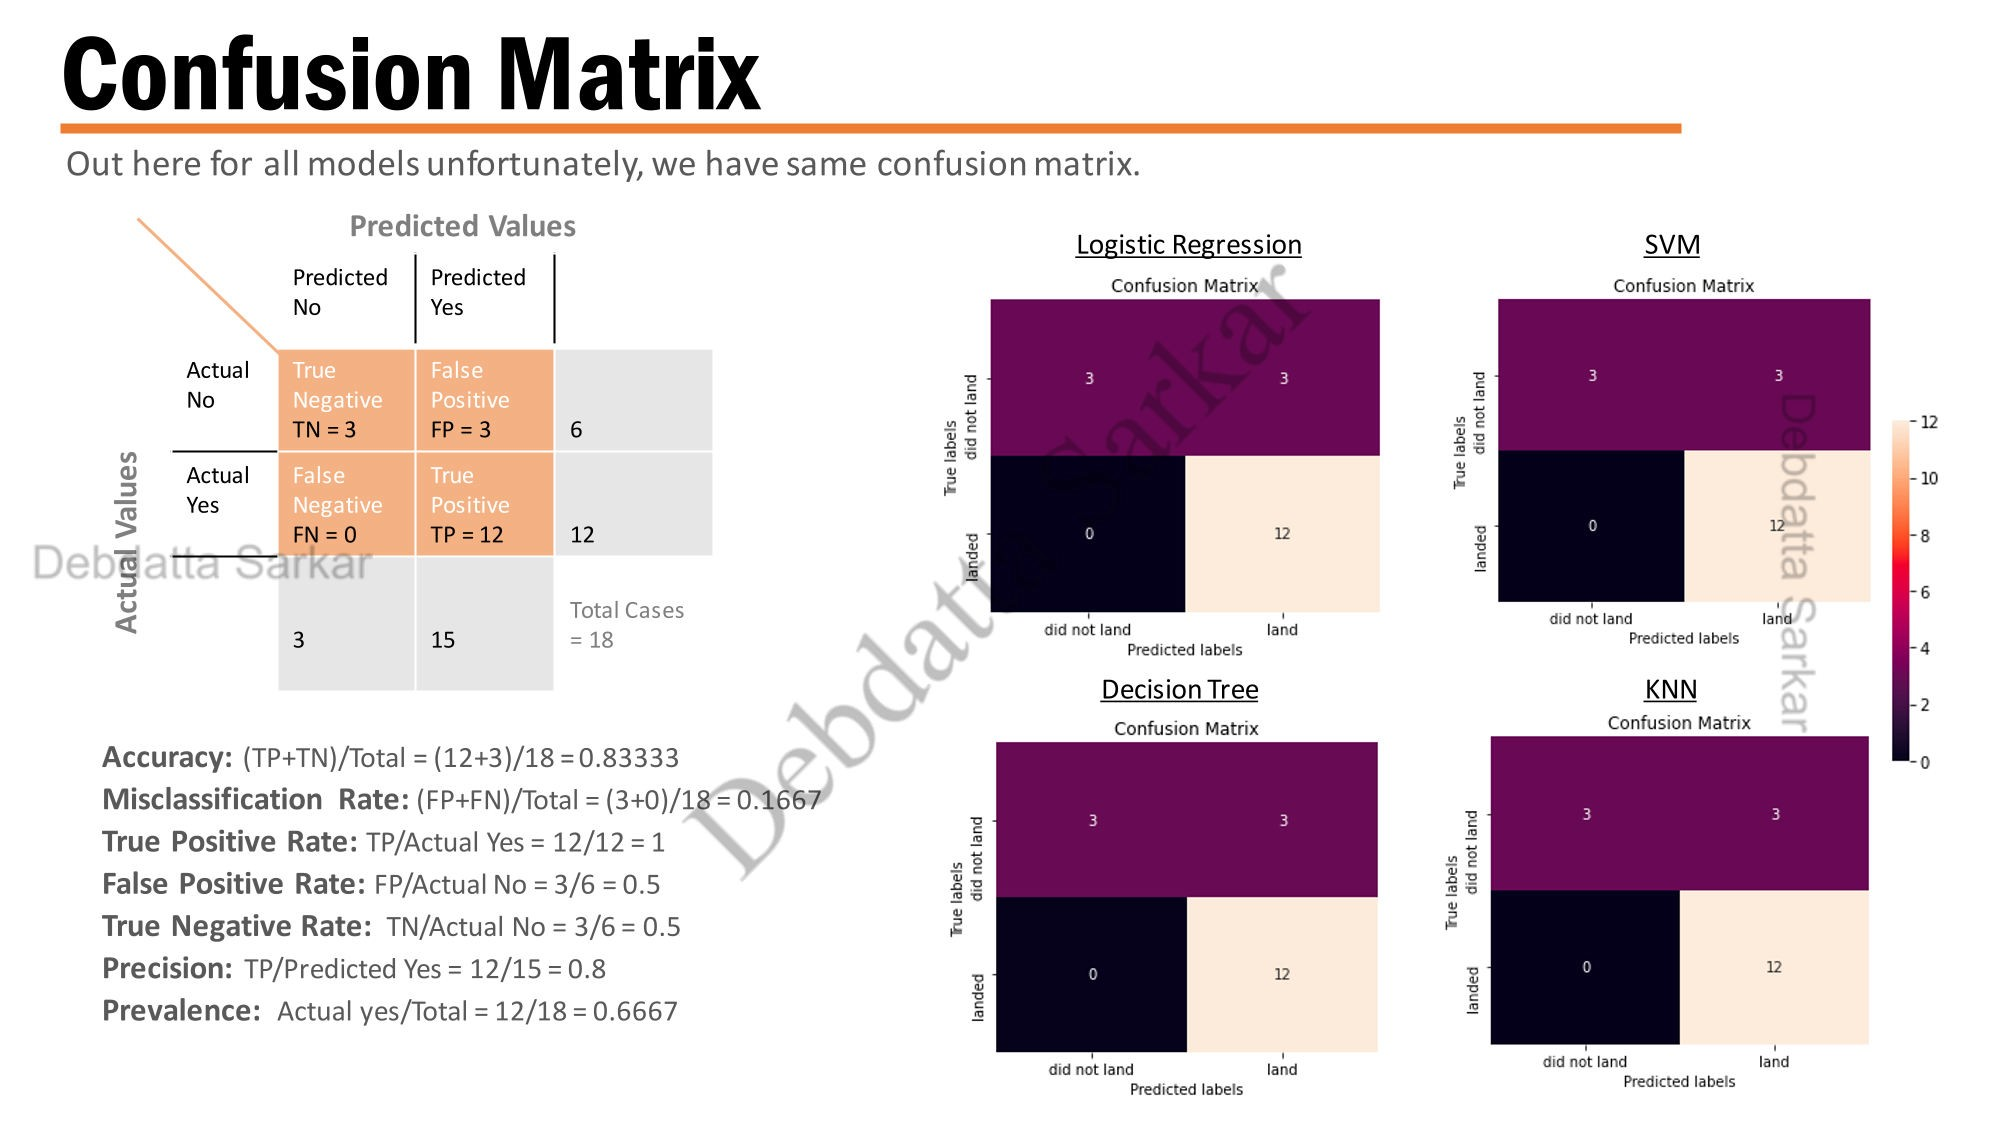 Confusion Matrix
Out here for all models unfortunately, we have same confusion matrix.
Predicted Values
Predicted No
Predicted Yes
Actual Values
Actual No
True Negative
TN = 3
False Positive
FP = 3
6
Actual Yes
False Negative
FN = 0
True Positive
TP = 12
12
3
15
Total Cases = 18
Accuracy: (TP+TN)/Total = (12+3)/18 = 0.83333
Misclassification Rate: (FP+FN)/Total = (3+0)/18 = 0.1667
True Positive Rate: TP/Actual Yes = 12/12 = 1
False Positive Rate: FP/Actual No = 3/6 = 0.5
True Negative Rate: TN/Actual No = 3/6 = 0.5
Precision: TP/Predicted Yes = 12/15 = 0.8
Prevalence: Actual yes/Total = 12/18 = 0.6667
Logistic Regression
Confusion Matrix
True labels
did not land
landed
3 3
0 12
did not land land
Predicted labels
SVM
Confusion Matrix
True labels
did not land
landed
3 3
0 12
did not land land
Predicted labels
12
10
8
6
4
2
0
Decision Tree
Confusion Matrix
True labels
did not land
landed
3 3
0 12
did not land land
Predicted labels
KNN
Confusion Matrix
True labels
did not land
landed
3 3
0 12
did not land land
Predicted labels
Debdatta Sarkar
Debdatta Sarkar
Debdatta Sarkar